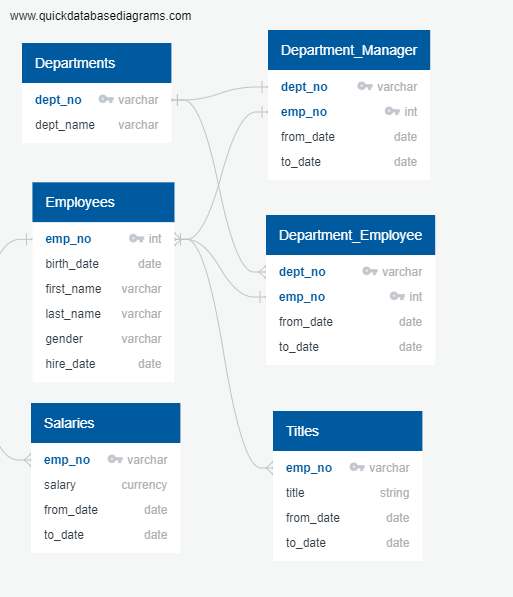 www.quickdatabasediagrams.com
Departments
dept_no varchar
dept_name varchar
Department_Manager
dept_no varchar
emp_no int
from_date date
to_date date
Employees
emp_no int
birth_date date
first_name varchar
last_name varchar
gender varchar
hire_date date
Department_Employee
dept_no varchar
emp_no int
from_date date
to_date date
Salaries
emp_no varchar
salary currency
from_date date
to_date date
Titles
emp_no varchar
title string
from_date date
to_date date